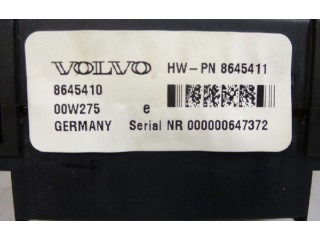 VOLVO HW-PN 8645411
8645410
00W275 e
GERMANY Serial NR 000000647372